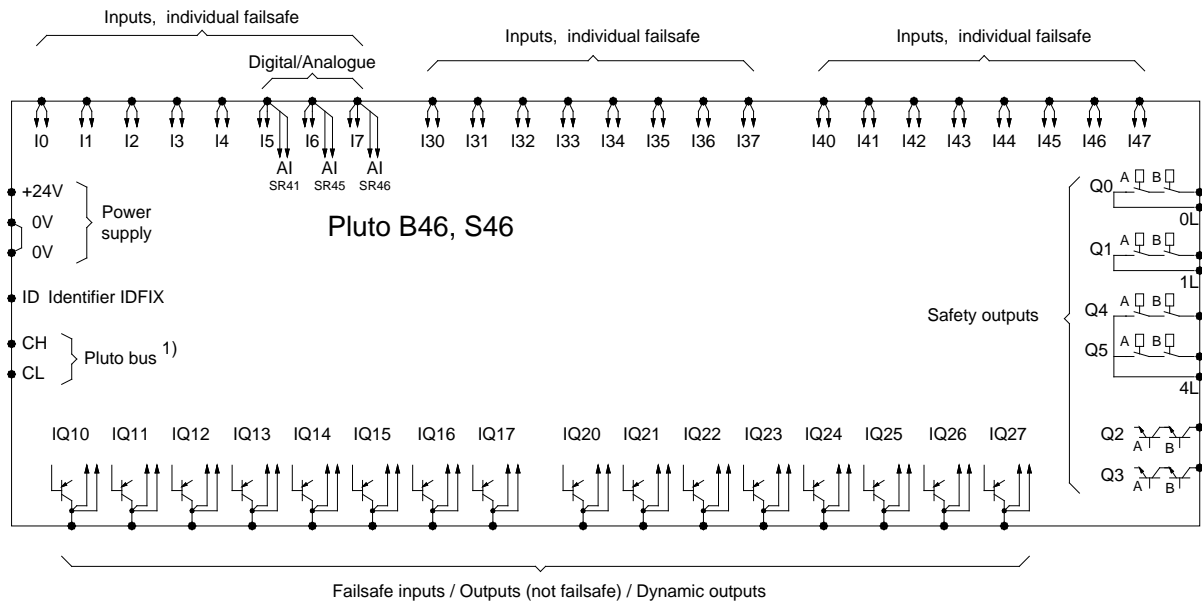 Inputs, individual failsafe
Inputs, individual failsafe
Inputs, individual failsafe
Digital/Analogue
I0 I1 I2 I3 I4 I5 I6 I7 I30 I31 I32 I33 I34 I35 I36 I37 I40 I41 I42 I43 I44 I45 I46 I47
AI AI AI
SR41 SR45 SR46
+24V
0V
0V
Power
supply
Pluto B46, S46
ID Identifier IDFIX
CH
CL
Pluto bus 1)
Safety outputs
Q0 A B
0L
Q1 A B
1L
Q4 A B
Q5 A B
4L
Q2 A B
Q3 A B
IQ10 IQ11 IQ12 IQ13 IQ14 IQ15 IQ16 IQ17 IQ20 IQ21 IQ22 IQ23 IQ24 IQ25 IQ26 IQ27
Failsafe inputs / Outputs (not failsafe) / Dynamic outputs